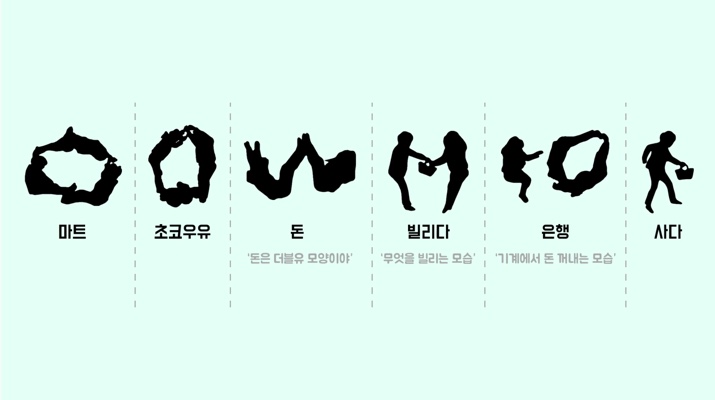 마트
초코우유
돈
'돈은 더블유 모양이야'
빌리다
'무엇을 빌리는 모습'
은행
'기계에서 돈 꺼내는 모습'
사다